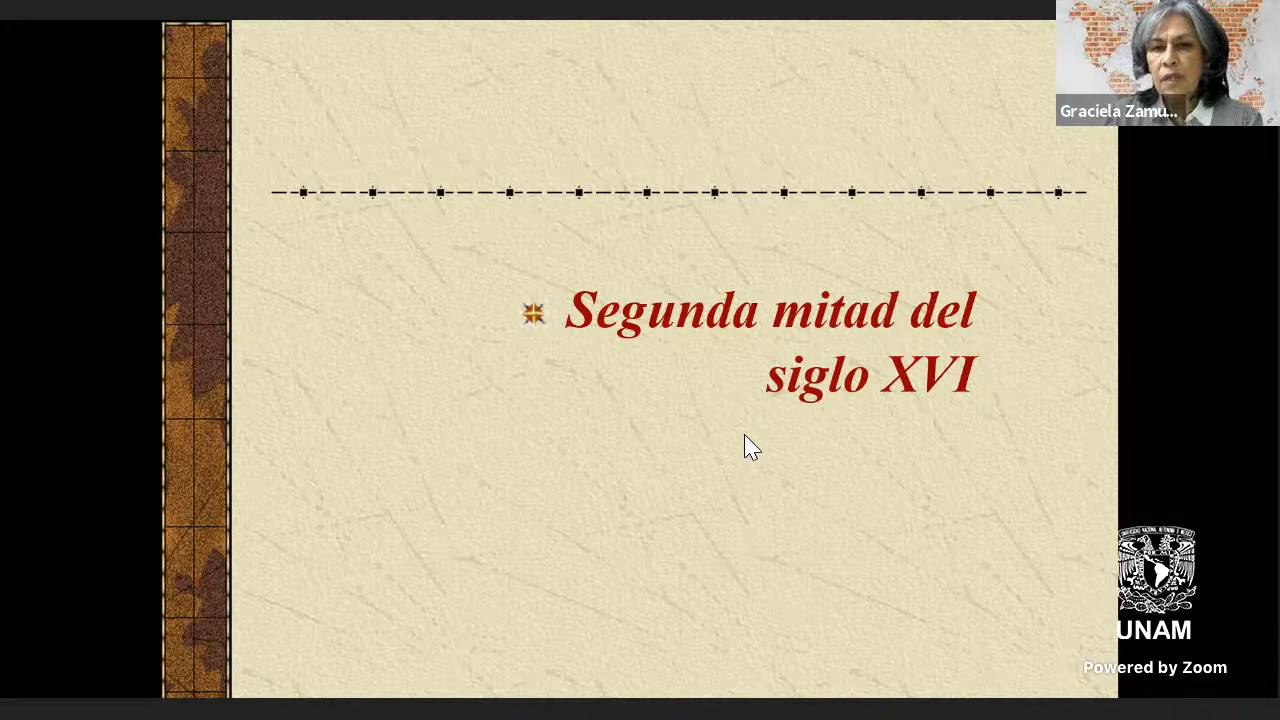 Graciela Zamu...
Segunda mitad del
siglo XVI
UNAM
Powered by Zoom